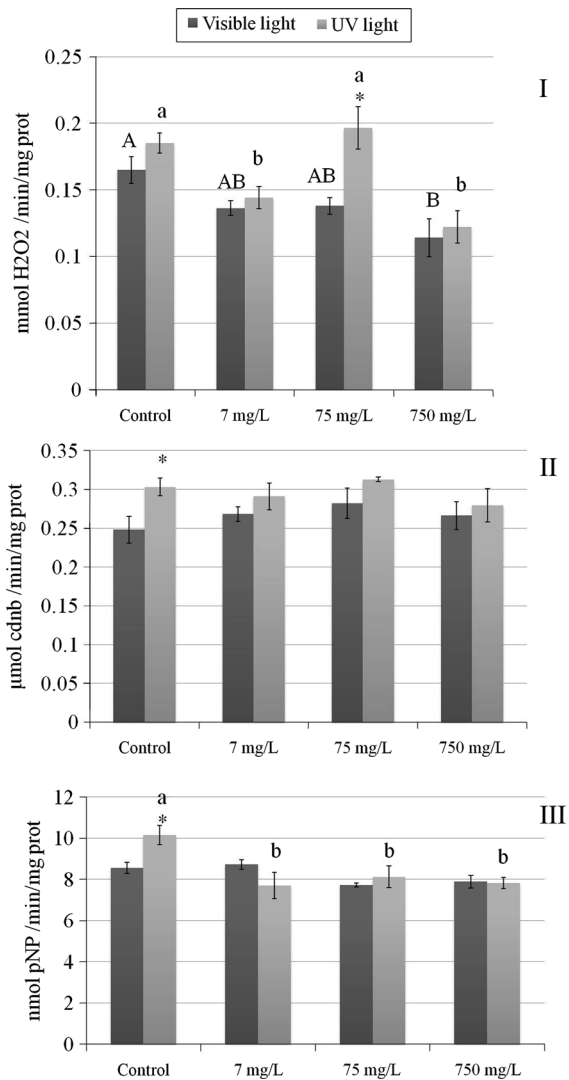 Visible light UV light
I
mmol H2O2 /min/mg prot
0.25
0.2
0.15
0.1
0.05
0
A a AB b AB a * B b
Control 7 mg/L 75 mg/L 750 mg/L
II
µmol cdnb /min/mg prot
0.35
0.3
0.25
0.2
0.15
0.1
0.05
0
*
Control 7 mg/L 75 mg/L 750 mg/L
III
nmol pNP /min/mg prot
12
10
8
6
4
2
0
a * b b b
Control 7 mg/L 75 mg/L 750 mg/L